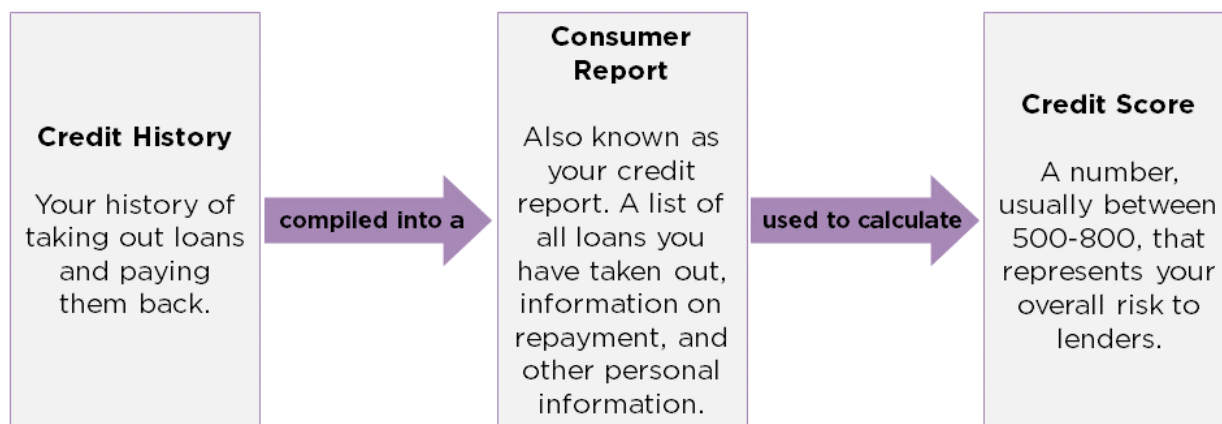 Credit History
Your history of
taking out loans
and paying
them back.
compiled into a
Consumer
Report
Also known as
your credit
report. A list of
all loans you
have taken out,
information on
repayment, and
other personal
information.
used to calculate
Credit Score
A number,
usually between
500-800, that
represents your
overall risk to
lenders.